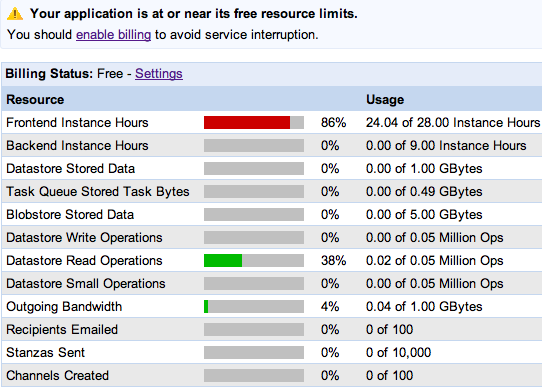 Your application is at or near its free resource limits.
You should enable billing to avoid service interruption.
Billing Status: Free - Settings
Resource Usage
Frontend Instance Hours 86% 24.04 of 28.00 Instance Hours
Backend Instance Hours 0% 0.00 of 9.00 Instance Hours
Datastore Stored Data 0% 0.00 of 1.00 GBytes
Task Queue Stored Task Bytes 0% 0.00 of 0.49 GBytes
Blobstore Stored Data 0% 0.00 of 5.00 GBytes
Datastore Write Operations 0% 0.00 of 0.05 Million Ops
Datastore Read Operations 38% 0.02 of 0.05 Million Ops
Datastore Small Operations 0% 0.00 of 0.05 Million Ops
Outgoing Bandwidth 4% 0.04 of 1.00 GBytes
Recipients Emailed 0% 0 of 100
Stanzas Sent 0% 0 of 10,000
Channels Created 0% 0 of 100